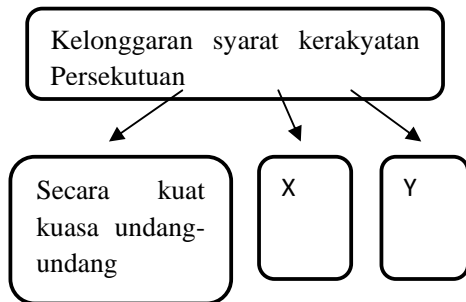 Kelonggaran syarat kerakyatan
Persekutuan
Secara kuat
kuasa undang-
undang
X
Y